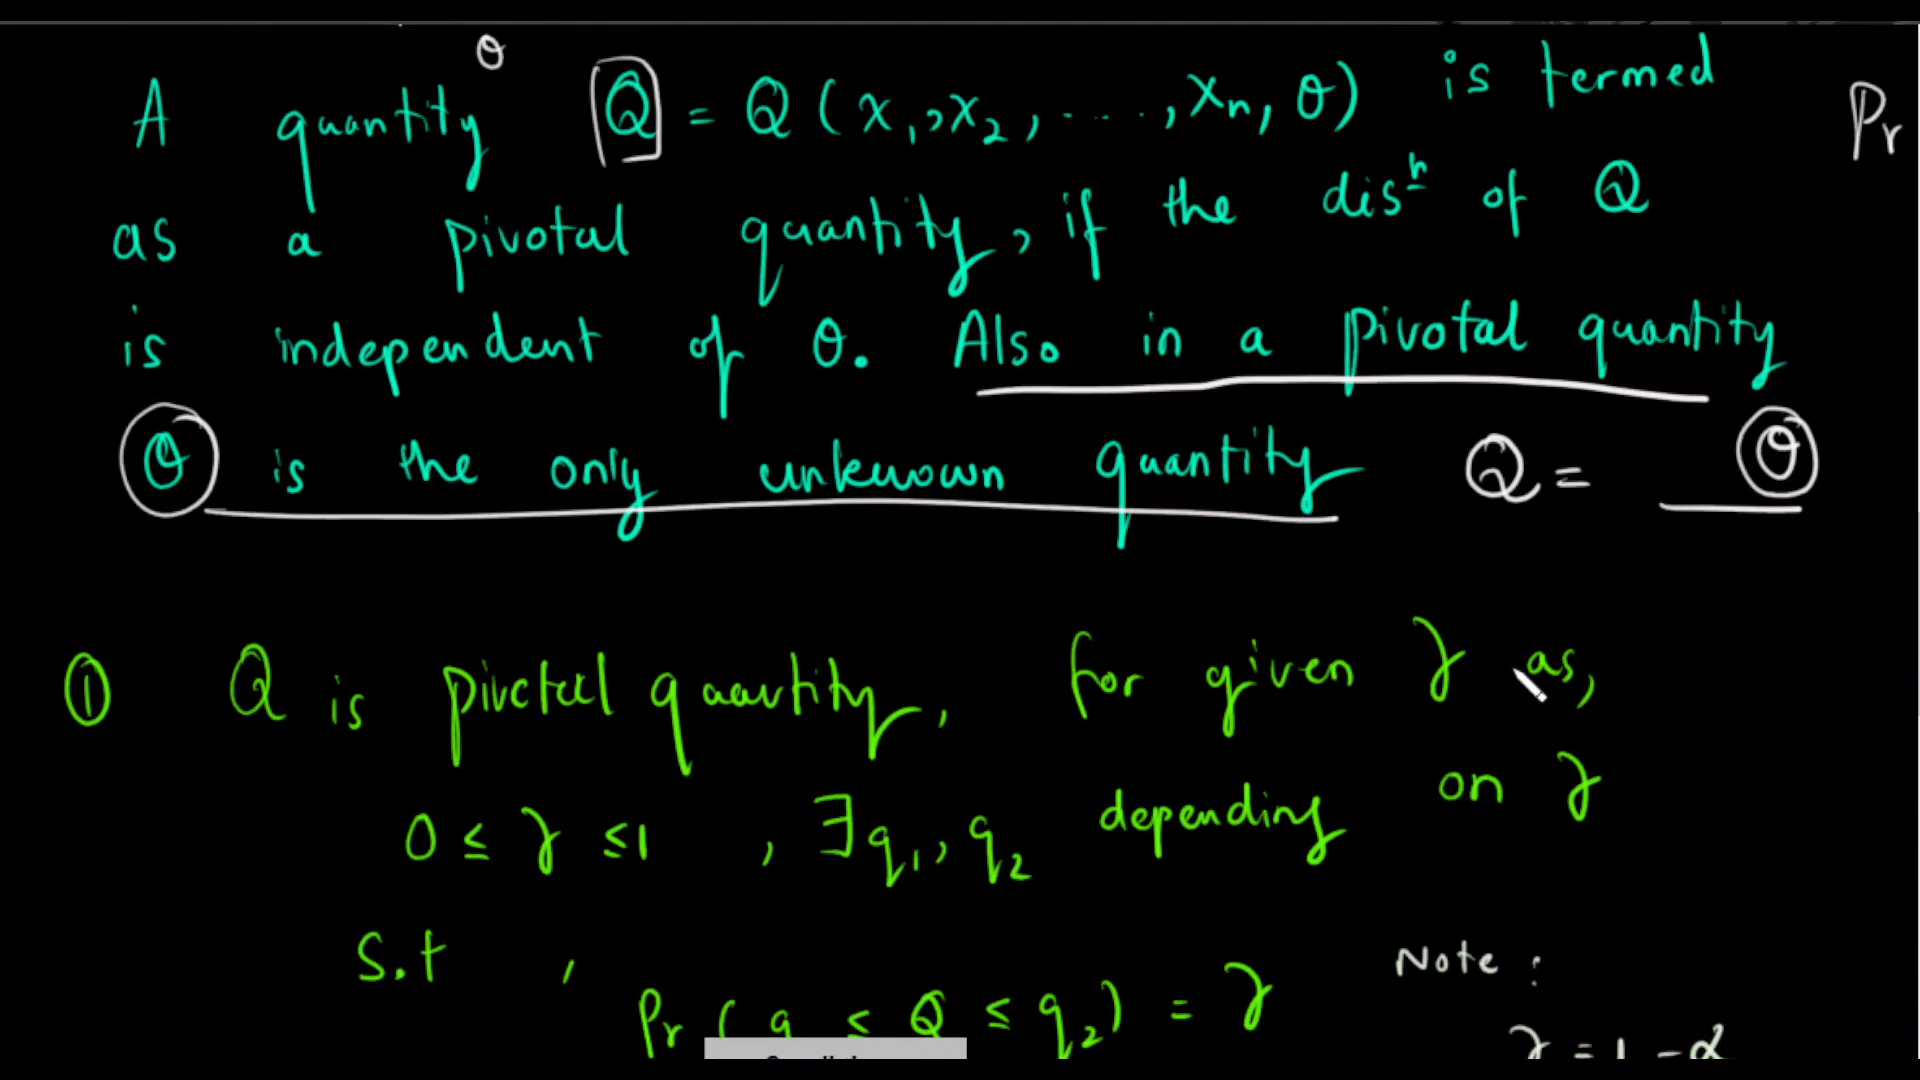 θ
A quantity Q = Q ( x₁, x₂, ...., xₙ, θ) is termed
Pr
as a pivotal quantity, if the disⁿ of Q
is independent of θ. Also in a pivotal quantity
θ is the only unknown quantity Q = θ
① Q is pivotal quantity, for given γ as,
0 ≤ γ ≤ 1 , ∃ q₁, q₂ depending on γ
s.t ,
Note :
Pr ( q ≤ Q ≤ q₂) = γ
γ = 1 - α